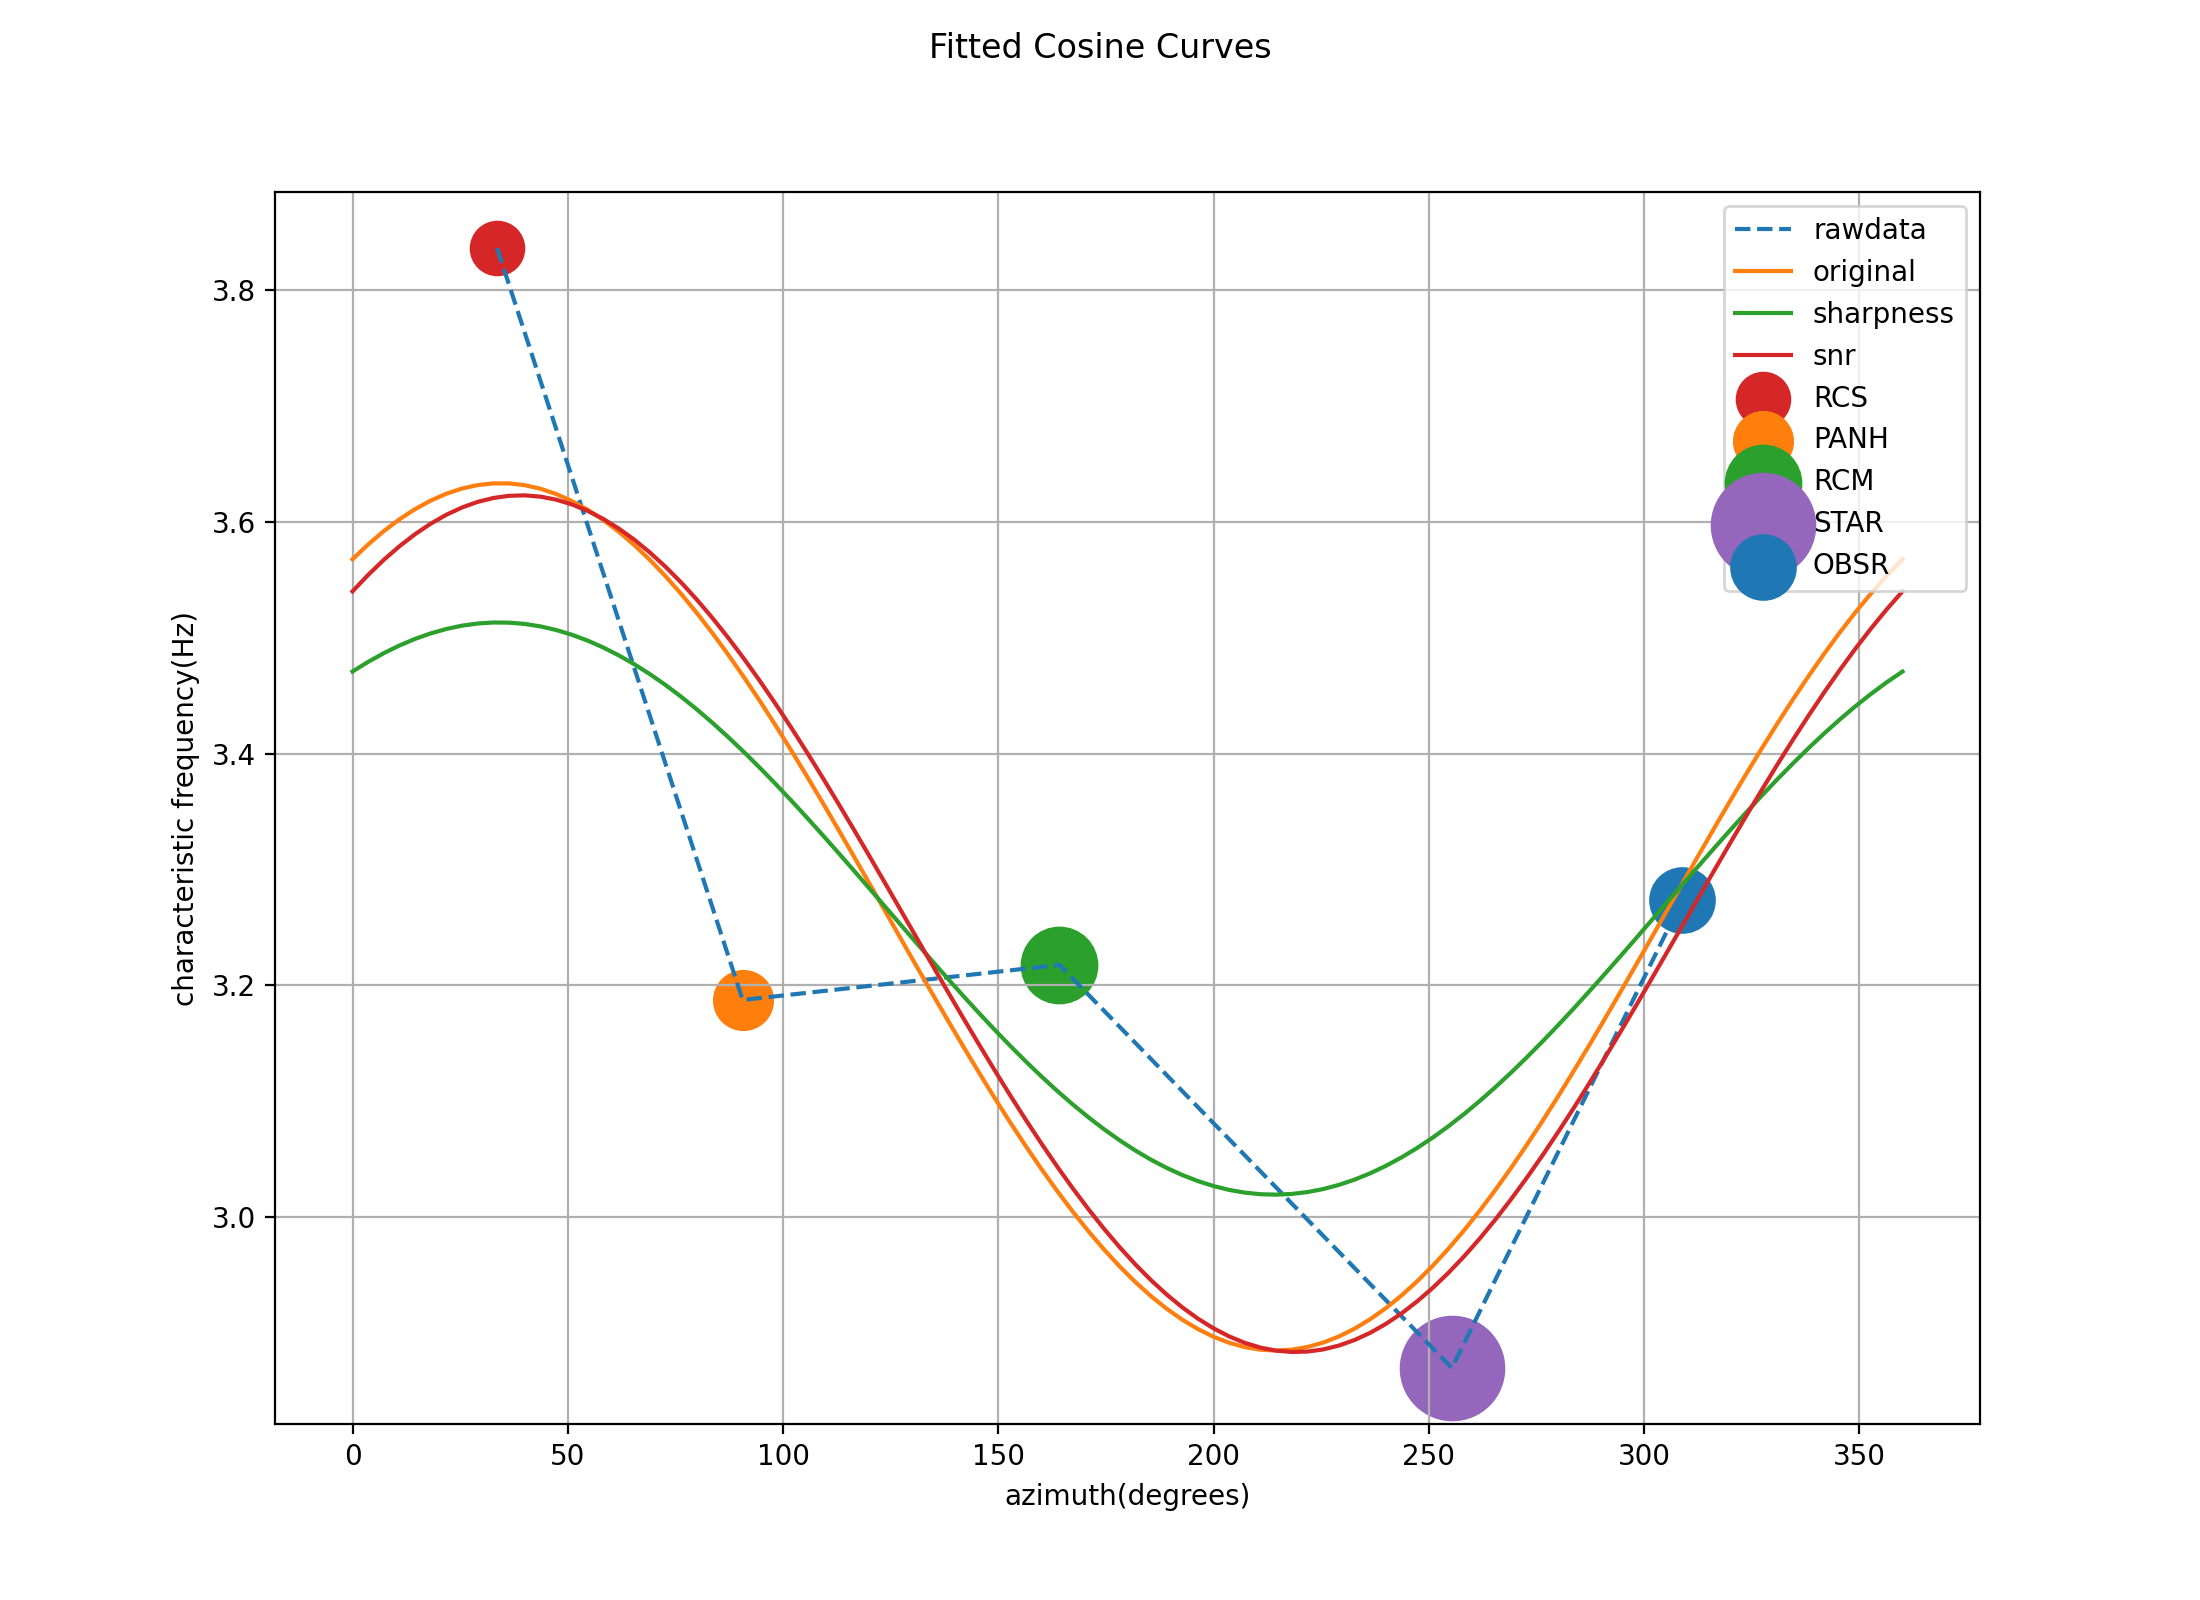 Fitted Cosine Curves
rawdata
original
sharpness
snr
RCS
PANH
RCM
STAR
OBSR
characteristic frequency(Hz)
3.8
3.6
3.4
3.2
3.0
0 50 100 150 200 250 300 350
azimuth(degrees)